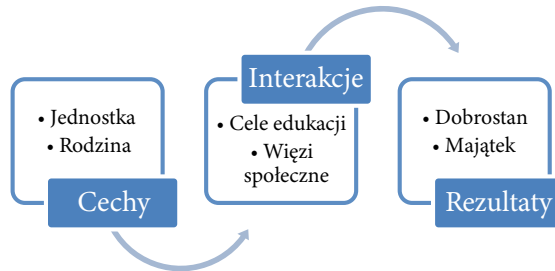 • Jednostka
• Rodzina
Cechy
Interakcje
• Cele edukacji
• Więzi
społeczne
• Dobrostan
• Majątek
Rezultaty